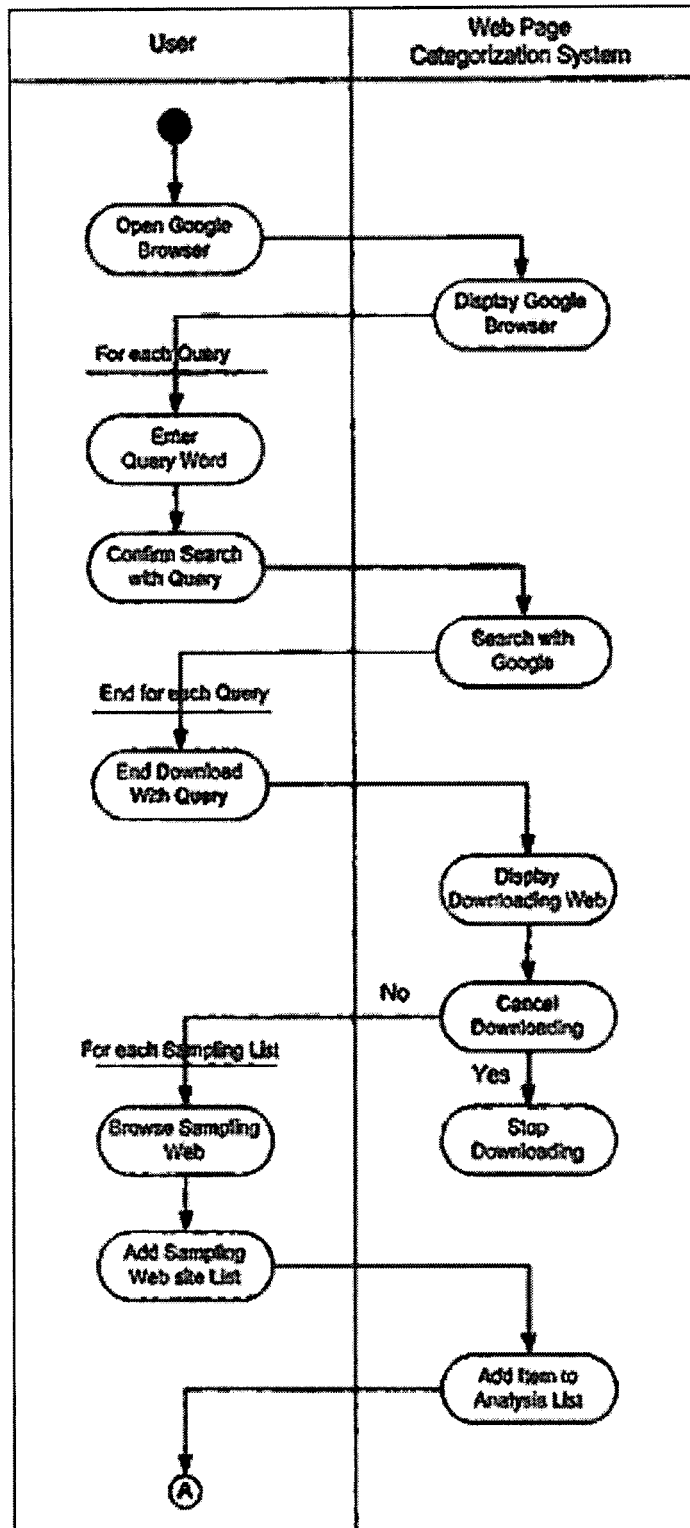 User
Web Page
Categorization System
Open Google
Browser
Display Google
Browser
For each Query
Enter
Query Word
Confirm Search
with Query
Search with
Google
End for each Query
End Download
With Query
Display
Downloading Web
No
Cancel
Downloading
For each Sampling List
Yes
Browse Sampling
Web
Stop
Downloading
Add Sampling
Web site List
Add Item to
Analysis List
A